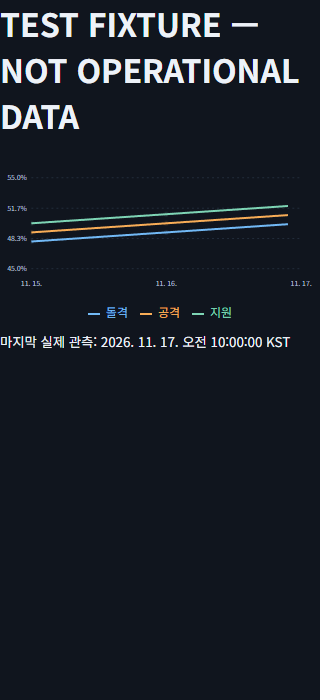 TEST FIXTURE —
NOT OPERATIONAL
DATA
55.0%
51.7%
48.3%
45.0%
11. 15.
11. 16.
11. 17.
돌격 공격 지원
마지막 실제 관측: 2026. 11. 17. 오전 10:00:00 KST